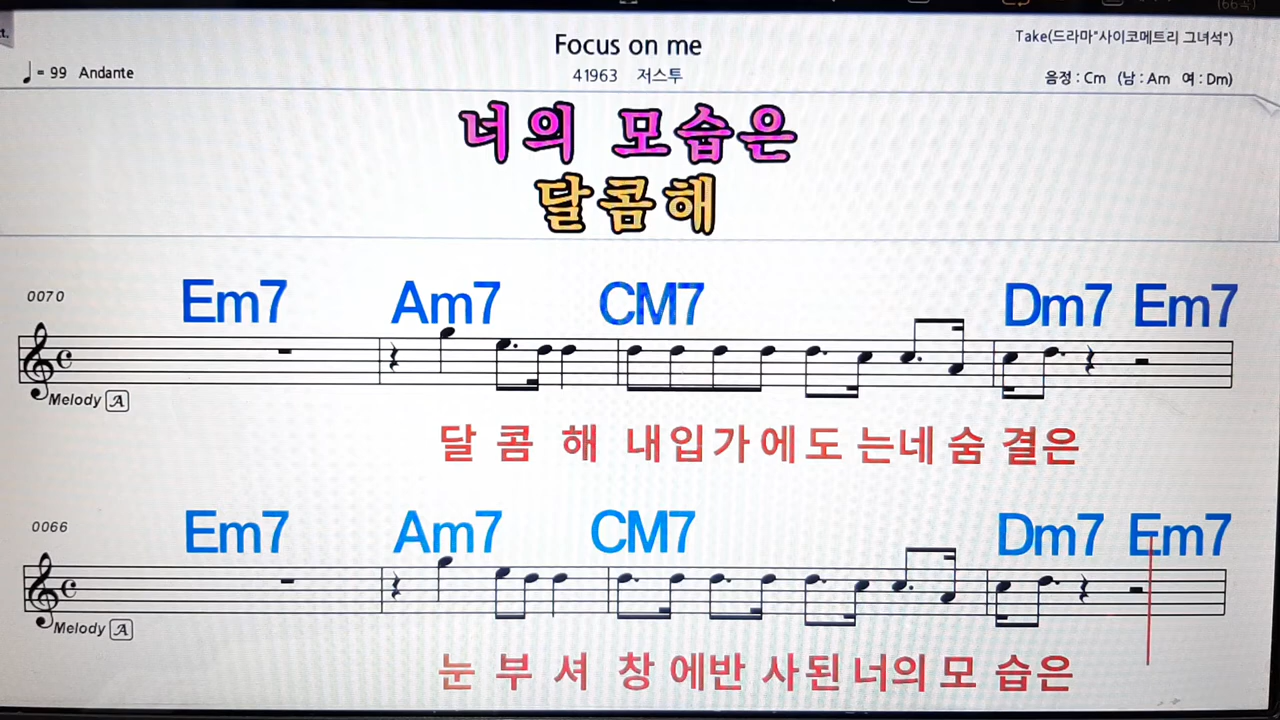 t.
(66곡)
Focus on me
Take(드라마"사이코메트리 그녀석")
♩ = 99 Andante
41963 저스투
음정 : Cm (남 : Am 여 : Dm)
너의 모습은
달콤해
0070
Em7 Am7 CM7 Dm7 Em7
Melody A
달 콤 해 내입가에도 는네 숨 결은
0066
Em7 Am7 CM7 Dm7 Em7
Melody A
눈 부 셔 창 에반 사된 너의 모 습은